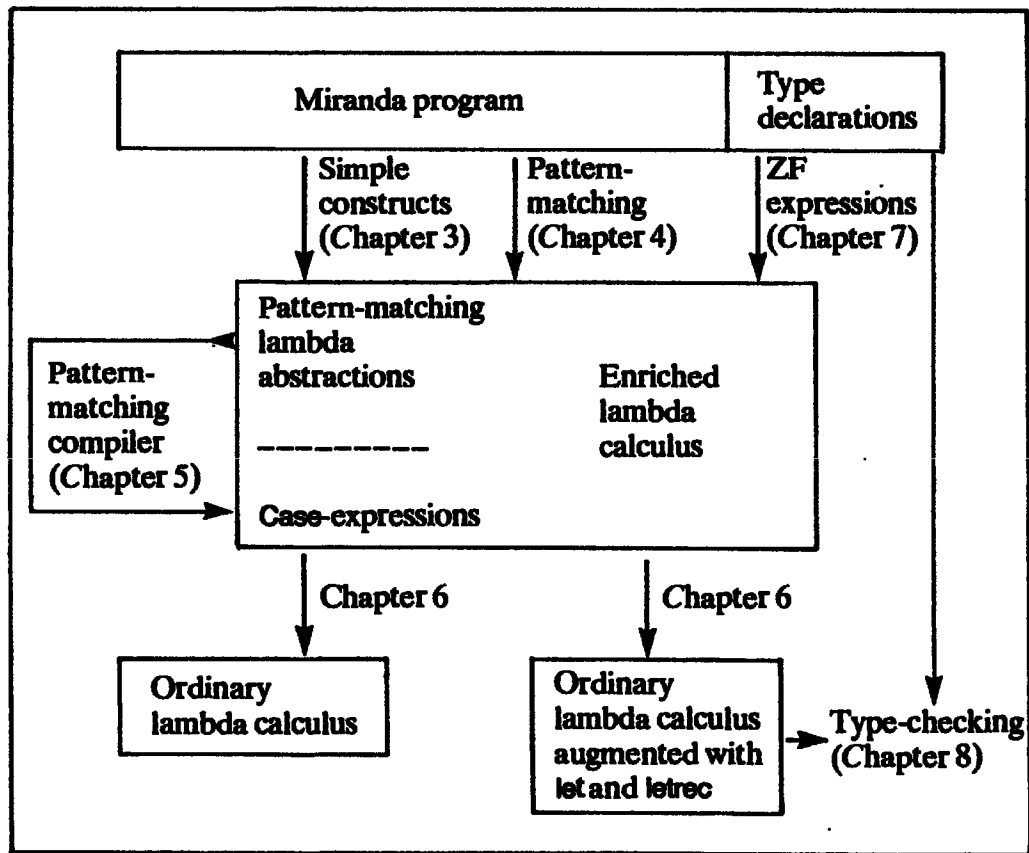 Miranda program
Type
declarations
Simple
constructs
(Chapter 3)
Pattern-
matching
(Chapter 4)
ZF
expressions
(Chapter 7)
Pattern-matching
lambda
abstractions
Enriched
lambda
calculus
Pattern-
matching
compiler
(Chapter 5)
Case-expressions
Chapter 6
Chapter 6
Ordinary
lambda calculus
Ordinary
lambda calculus
augmented with
let and letrec
Type-checking
(Chapter 8)